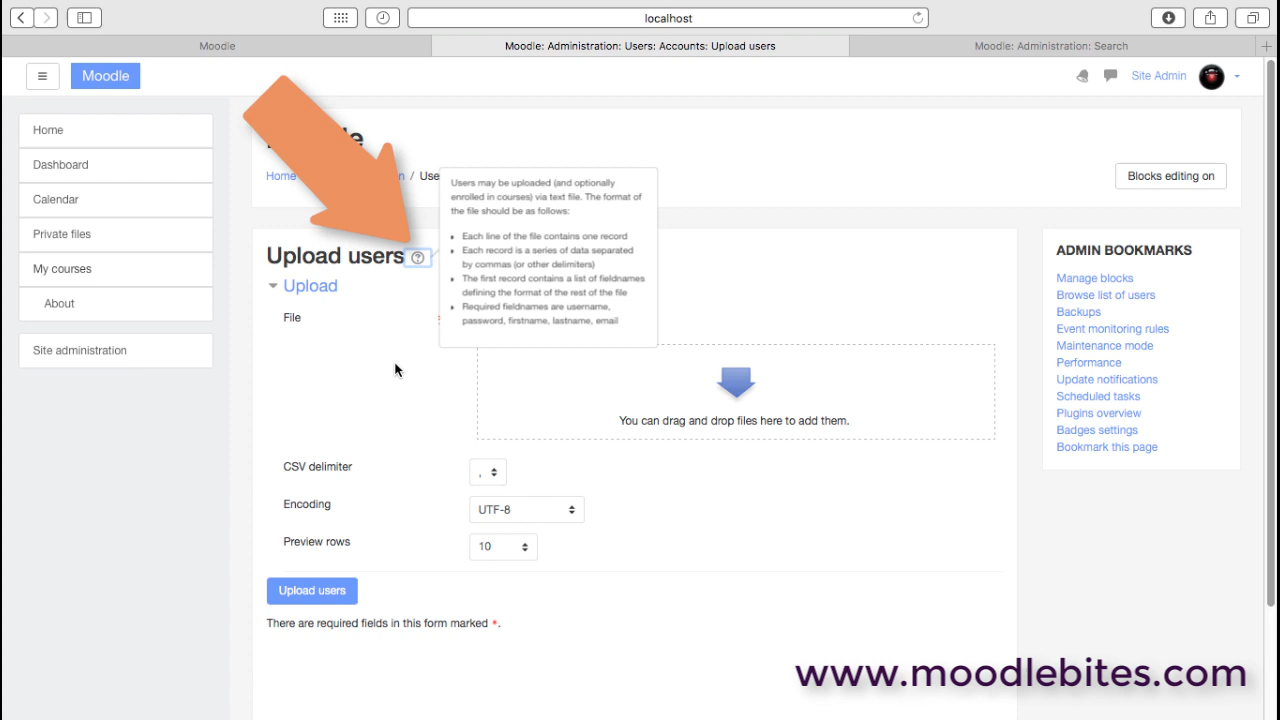 localhost
Moodle
Moodle: Administration: Users: Accounts: Upload users
Moodle: Administration: Search
Moodle
Site Admin
Home
Dashboard
Calendar
Private files
My courses
About
Site administration
Home
/
Blocks editing on
Users may be uploaded (and optionally
enrolled in courses) via text file. The format of
the file should be as follows:
Each line of the file contains one record
Each record is a series of data separated
by commas (or other delimiters)
The first record contains a list of fieldnames
defining the format of the rest of the file
Required fieldnames are username,
password, firstname, lastname, email
Upload users
Upload
File
You can drag and drop files here to add them.
CSV delimiter
,
Encoding
UTF-8
Preview rows
10
Upload users
There are required fields in this form marked *.
ADMIN BOOKMARKS
Manage blocks
Browse list of users
Backups
Event monitoring rules
Maintenance mode
Performance
Update notifications
Scheduled tasks
Plugins overview
Badges settings
Bookmark this page
www.moodlebites.com